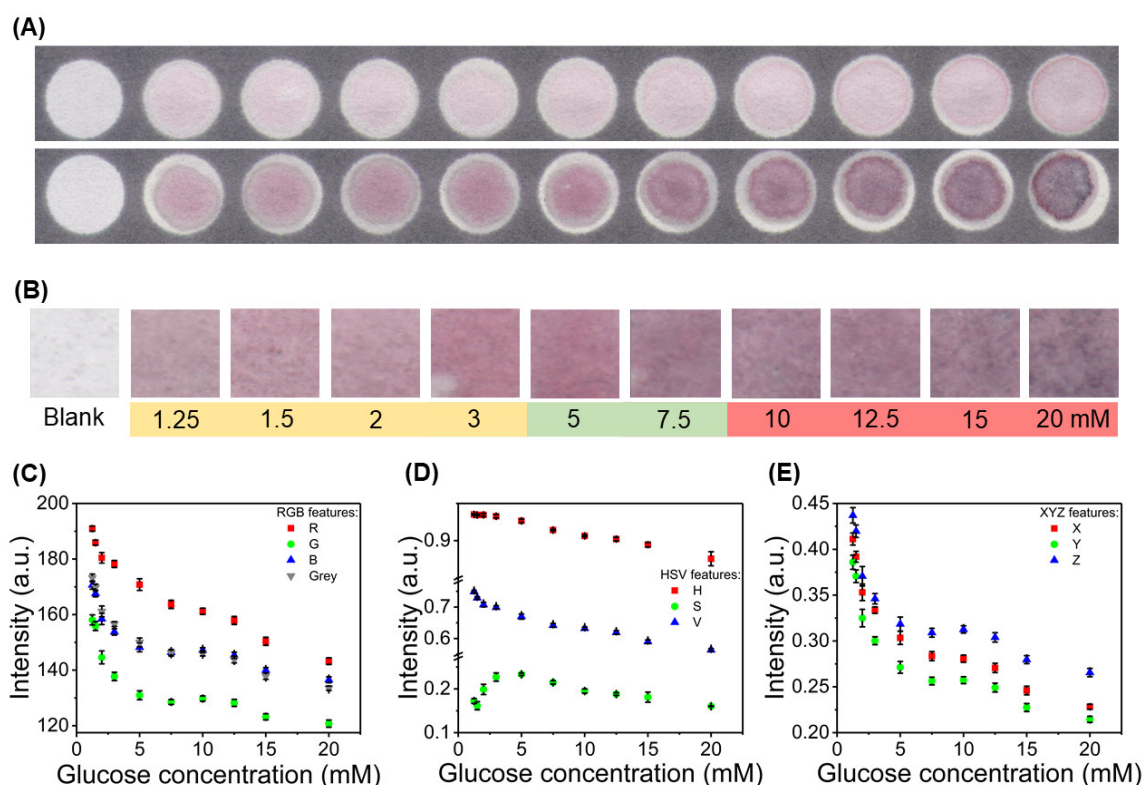 (A)
(B)
Blank 1.25 1.5 2 3 5 7.5 10 12.5 15 20 mM
(C)
200
180
160
140
120
Intensity (a.u.)
RGB features:
R
G
B
Grey
0 5 10 15 20
Glucose concentration (mM)
(D)
0.9
0.7
0.6
0.2
0.1
Intensity (a.u.)
HSV features:
H
S
V
0 5 10 15 20
Glucose concentration (mM)
(E)
0.45
0.40
0.35
0.30
0.25
0.20
Intensity (a.u.)
XYZ features:
X
Y
Z
0 5 10 15 20
Glucose concentration (mM)